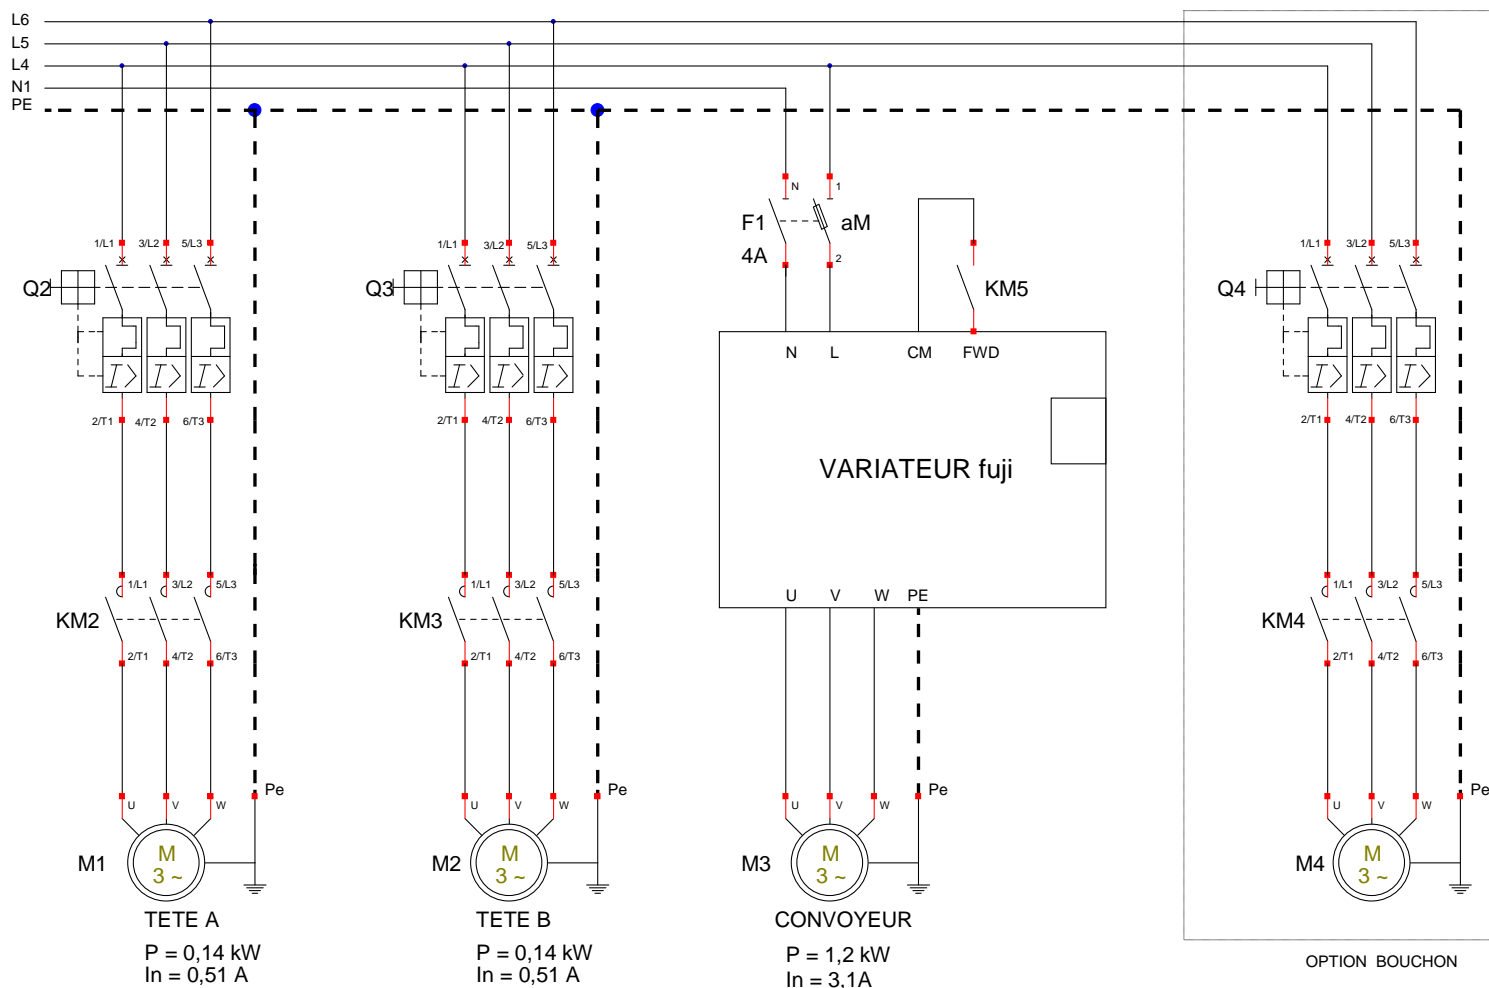 L6
L5
L4
N1
PE
N 1
F1 aM
4A 2
KM5
1/L1 3/L2 5/L3
1/L1 3/L2 5/L3
1/L1 3/L2 5/L3
Q2
Q3
Q4
I> I> I>
I> I> I>
I> I> I>
N L CM FWD
2/T1 4/T2 6/T3
2/T1 4/T2 6/T3
2/T1 4/T2 6/T3
VARIATEUR fuji
1/L1 3/L2 5/L3
1/L1 3/L2 5/L3
1/L1 3/L2 5/L3
U V W PE
KM2
KM3
KM4
2/T1 4/T2 6/T3
2/T1 4/T2 6/T3
2/T1 4/T2 6/T3
U V W Pe
U V W Pe
U V W Pe
U V W Pe
M1
M
3 ~
M2
M
3 ~
M3
M
3 ~
M4
M
3 ~
TETE A
P = 0,14 kW
In = 0,51 A
TETE B
P = 0,14 kW
In = 0,51 A
CONVOYEUR
P = 1,2 kW
In = 3,1A
OPTION BOUCHON